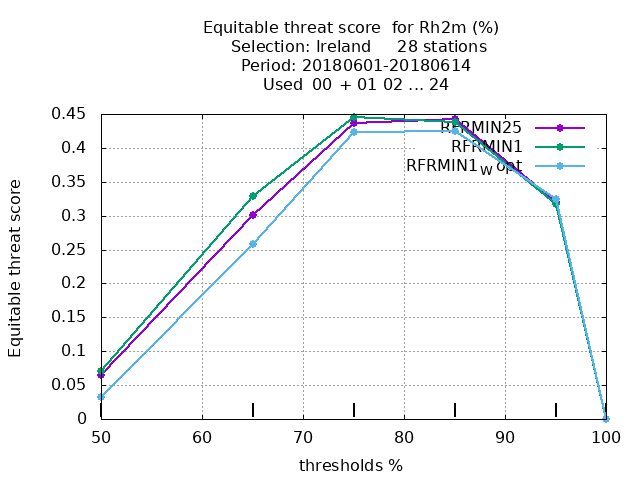 Equitable threat score  for Rh2m (%)
Selection: Ireland     28 stations
Period: 20180601-20180614
Used  00 + 01 02 ... 24
0.45
0.4
0.35
0.3
0.25
0.2
0.15
0.1
0.05
0
Equitable threat score
RFRMIN25
RFRMIN1
RFRMIN1W opt
50 60 70 80 90 100
thresholds %